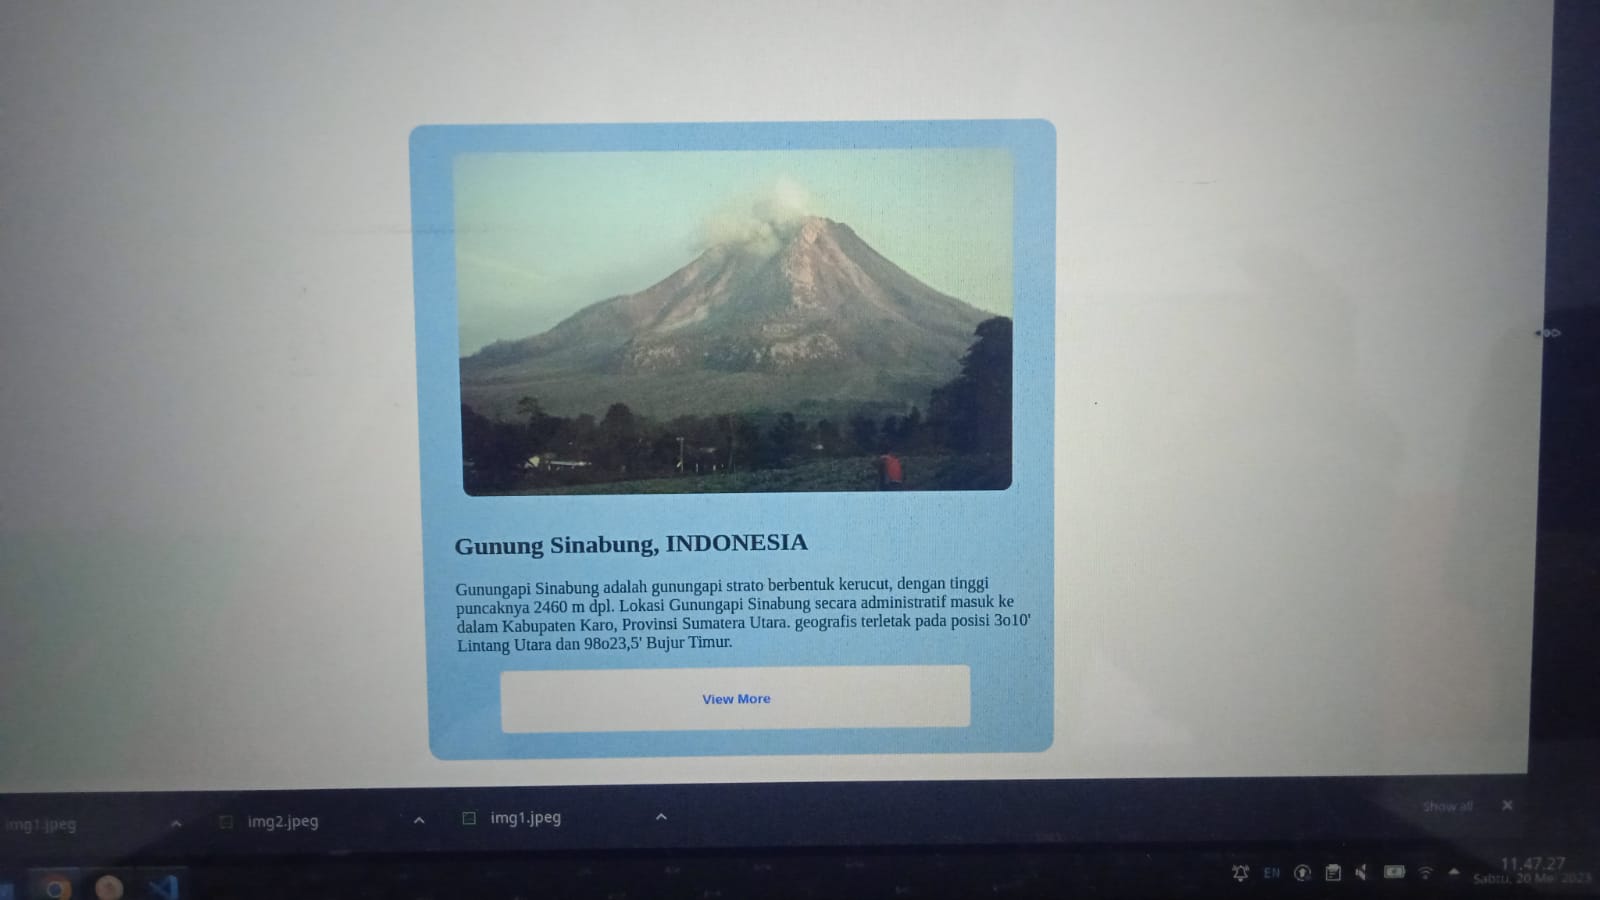 Gunung Sinabung, INDONESIA
Gunungapi Sinabung adalah gunungapi strato berbentuk kerucut, dengan tinggi
puncaknya 2460 m dpl. Lokasi Gunungapi Sinabung secara administratif masuk ke
dalam Kabupaten Karo, Provinsi Sumatera Utara. geografis terletak pada posisi 3o10'
Lintang Utara dan 98o23,5' Bujur Timur.
View More
img1.jpeg
img2.jpeg
img1.jpeg
Show all
EN
11.47.27
Sabtu, 20 Mei 2023